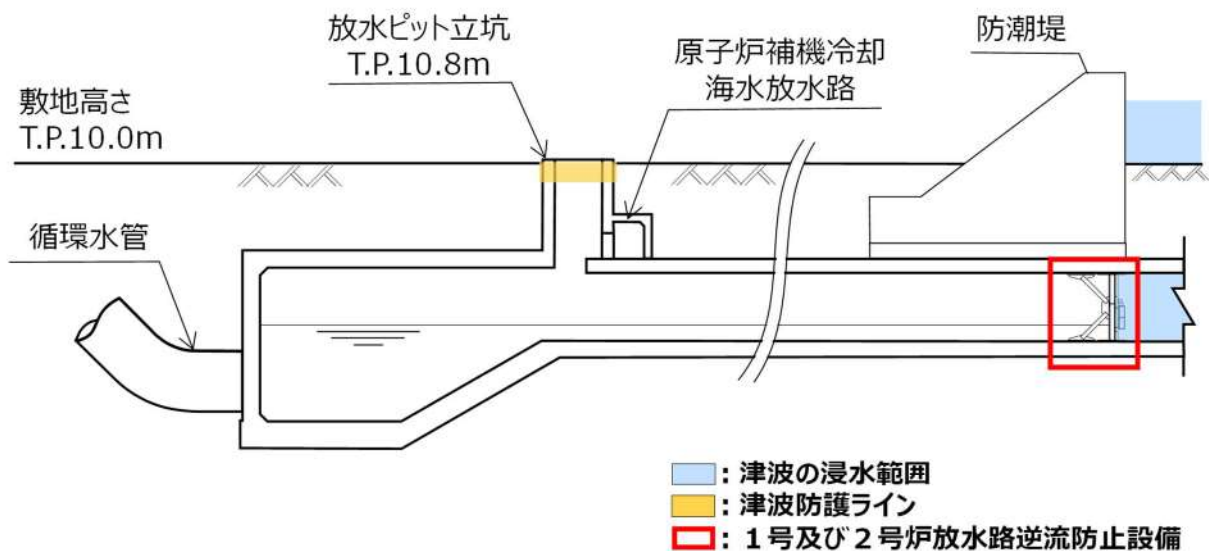 放水ピット立坑
T.P.10.8m
原子炉補機冷却
海水放水路
防潮堤
敷地高さ
T.P.10.0m
循環水管
：津波の浸水範囲
：津波防護ライン
：１号及び２号炉放水路逆流防止設備